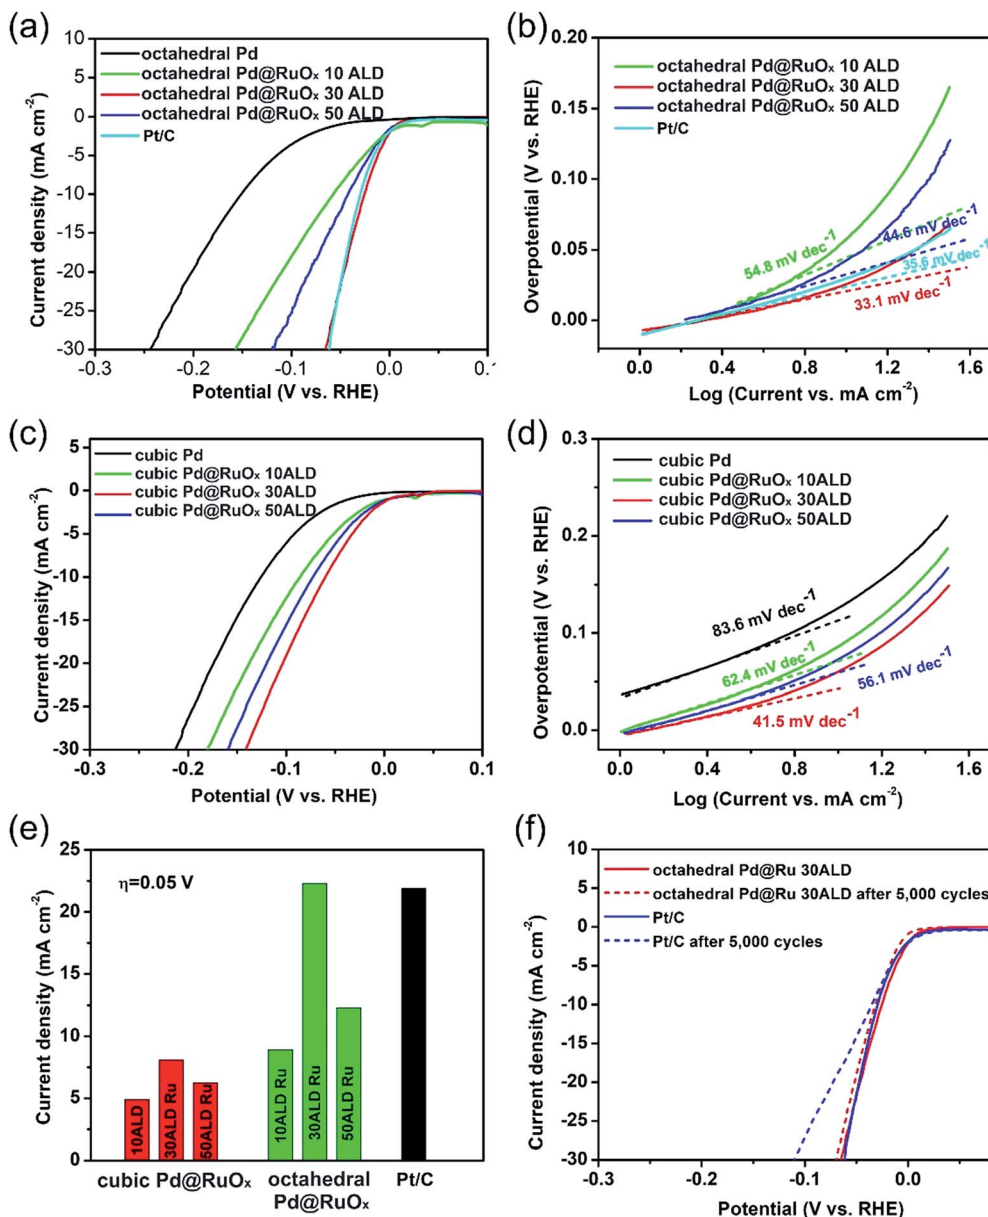 (a)
10
5
0
-5
-10
-15
-20
-25
-30
Current density (mA cm⁻²)
octahedral Pd
octahedral Pd@RuOₓ 10 ALD
octahedral Pd@RuOₓ 30 ALD
octahedral Pd@RuOₓ 50 ALD
Pt/C
-0.3 -0.2 -0.1 0.0
Potential (V vs. RHE)
(b)
0.20
0.15
0.10
0.05
0.00
Overpotential (V vs. RHE)
octahedral Pd@RuOₓ 10 ALD
octahedral Pd@RuOₓ 30 ALD
octahedral Pd@RuOₓ 50 ALD
Pt/C
54.8 mV dec⁻¹
44.6 mV dec⁻¹
35.6 mV dec⁻¹
33.1 mV dec⁻¹
0.0 0.4 0.8 1.2 1.6
Log (Current vs. mA cm⁻²)
(c)
5
0
-5
-10
-15
-20
-25
-30
Current density (mA cm⁻²)
cubic Pd
cubic Pd@RuOₓ 10ALD
cubic Pd@RuOₓ 30ALD
cubic Pd@RuOₓ 50ALD
-0.3 -0.2 -0.1 0.0 0.1
Potential (V vs. RHE)
(d)
0.3
0.2
0.1
0.0
Overpotential (V vs. RHE)
cubic Pd
cubic Pd@RuOₓ 10ALD
cubic Pd@RuOₓ 30ALD
cubic Pd@RuOₓ 50ALD
83.6 mV dec⁻¹
62.4 mV dec⁻¹
56.1 mV dec⁻¹
41.5 mV dec⁻¹
0.0 0.4 0.8 1.2 1.6
Log (Current vs. mA cm⁻²)
(e)
25
20
15
10
5
0
Current density (mA cm⁻²)
η=0.05 V
10ALD
30ALD Ru
50ALD Ru
10ALD Ru
30ALD Ru
50ALD Ru
cubic Pd@RuOₓ
octahedral
Pd@RuOₓ
Pt/C
(f)
10
5
0
-5
-10
-15
-20
-25
-30
Current density (mA cm⁻²)
octahedral Pd@Ru 30ALD
octahedral Pd@Ru 30ALD after 5,000 cycles
Pt/C
Pt/C after 5,000 cycles
-0.3 -0.2 -0.1 0.0
Potential (V vs. RHE)